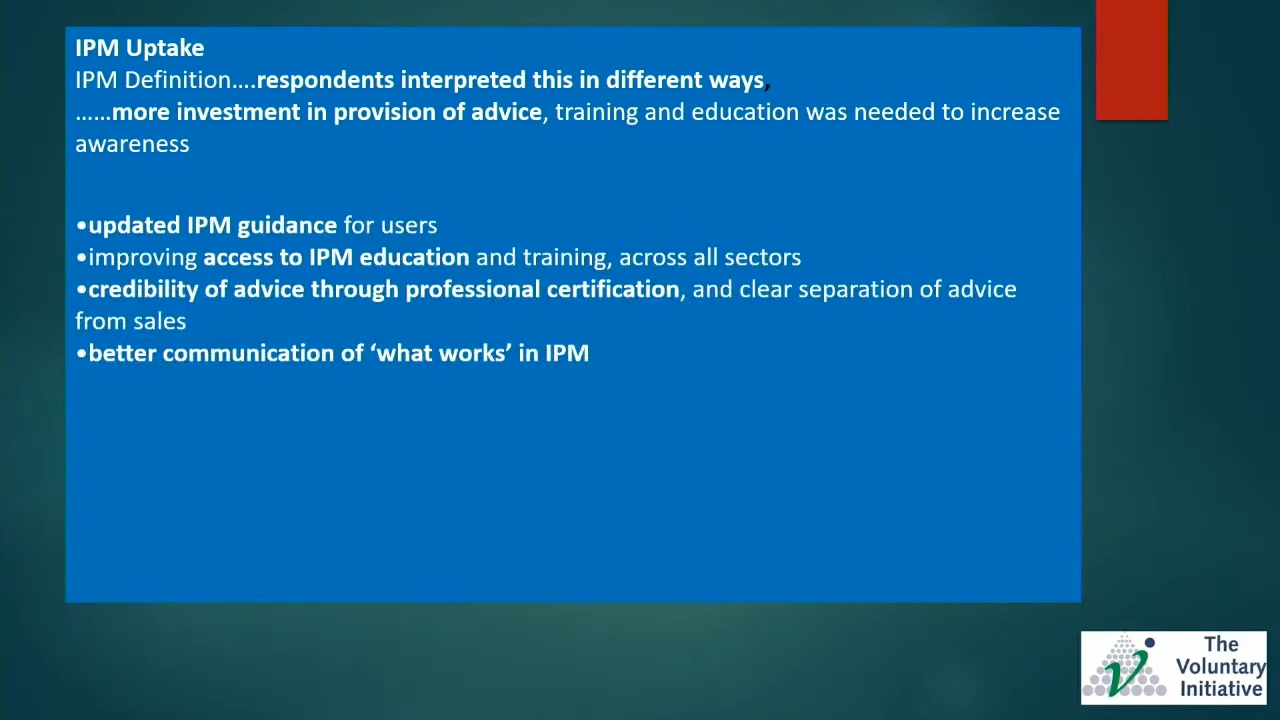 IPM Uptake
IPM Definition….respondents interpreted this in different ways,
……more investment in provision of advice, training and education was needed to increase
awareness
•updated IPM guidance for users
•improving access to IPM education and training, across all sectors
•credibility of advice through professional certification, and clear separation of advice
from sales
•better communication of ‘what works’ in IPM
The
Voluntary
Initiative